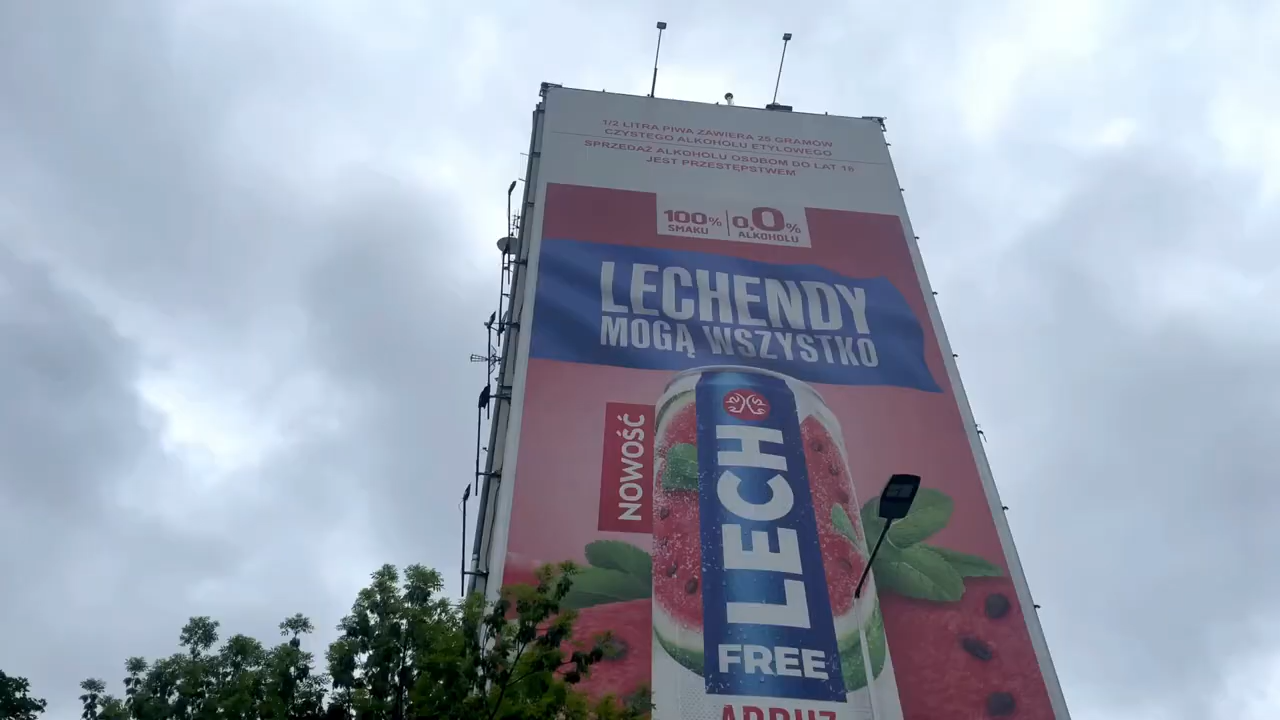 1/2 LITRA PIWA ZAWIERA 25 GRAMÓW
CZYSTEGO ALKOHOLU ETYLOWEGO
SPRZEDAŻ ALKOHOLU OSOBOM DO LAT 18
JEST PRZESTĘPSTWEM
100% SMAKU
0,0% ALKOHOLU
LECHENDY
MOGĄ WSZYSTKO
NOWOŚĆ
LECH
FREE
ARBUZ